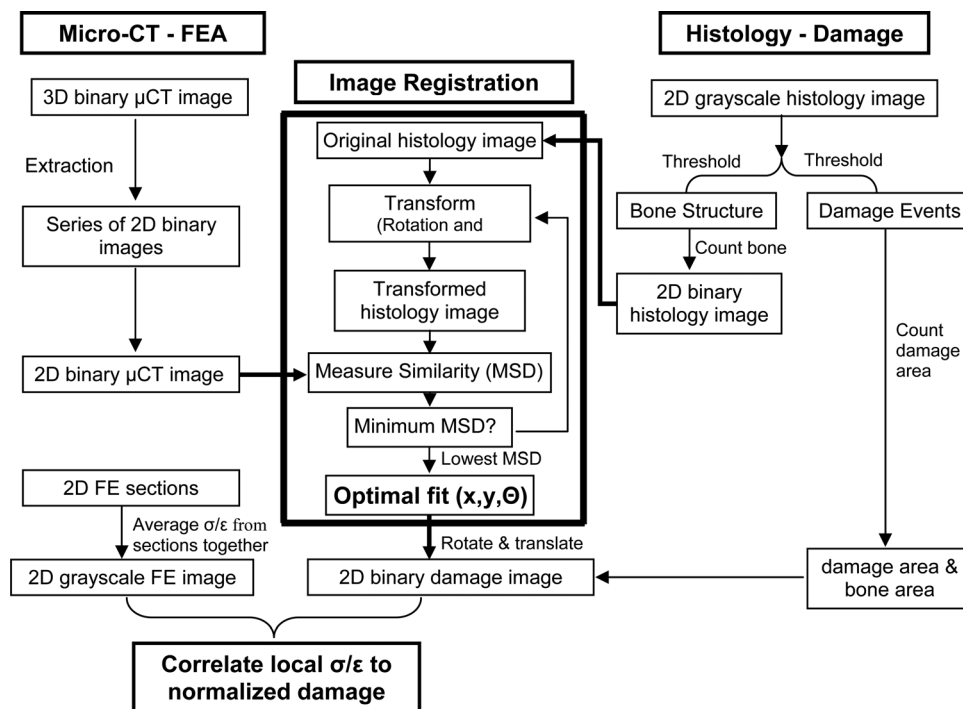 Micro-CT - FEA
3D binary µCT image
Extraction
Series of 2D binary
images
2D binary µCT image
2D FE sections
Average σ/ε from
sections together
2D grayscale FE image
Image Registration
Original histology image
Transform
(Rotation and
Transformed
histology image
Measure Similarity (MSD)
Minimum MSD?
Lowest MSD
Optimal fit (x,y,Θ)
Rotate & translate
2D binary damage image
Histology - Damage
2D grayscale histology image
Threshold
Threshold
Bone Structure
Damage Events
Count bone
2D binary
histology image
Count
damage
area
damage area &
bone area
Correlate local σ/ε to
normalized damage